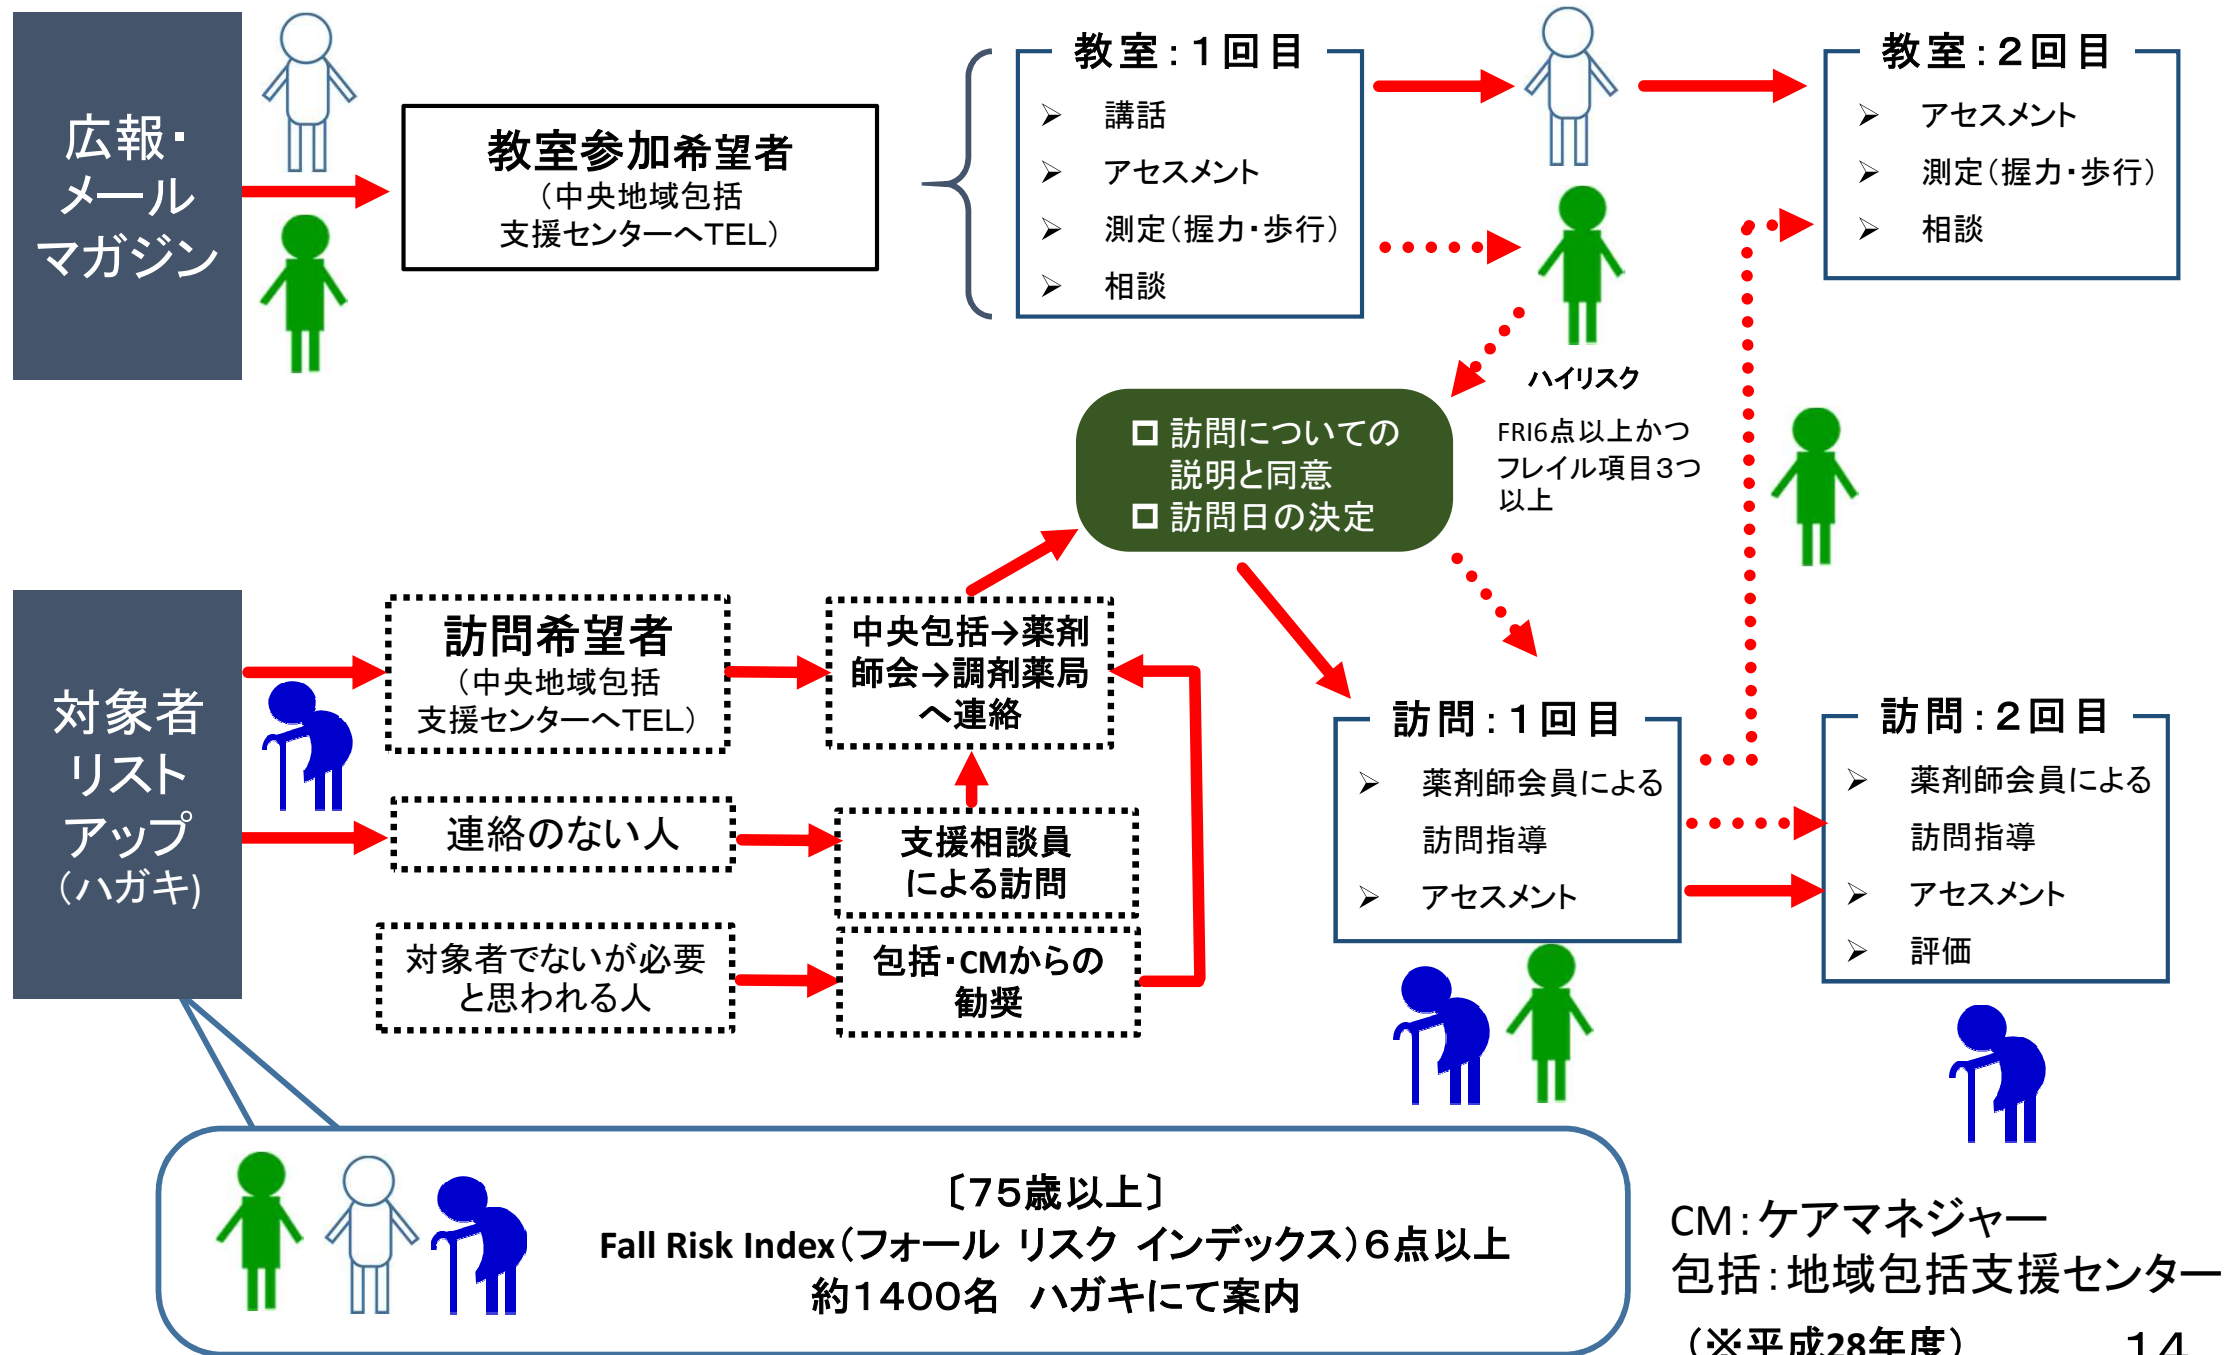 広報・
メール
マガジン
教室参加希望者
（中央地域包括
支援センターへTEL）
教室：１回目
➢ 講話
➢ アセスメント
➢ 測定（握力・歩行）
➢ 相談
教室：２回目
➢ アセスメント
➢ 測定（握力・歩行）
➢ 相談
ハイリスク
FRI6点以上かつ
フレイル項目３つ
以上
訪問についての
説明と同意
訪問日の決定
対象者
リスト
アップ
（ハガキ）
訪問希望者
（中央地域包括
支援センターへTEL）
連絡のない人
対象者でないが必要
と思われる人
中央包括→薬剤
師会→調剤薬局
へ連絡
支援相談員
による訪問
包括・CMからの
勧奨
訪問：１回目
➢ 薬剤師会員による
訪問指導
➢ アセスメント
訪問：２回目
➢ 薬剤師会員による
訪問指導
➢ アセスメント
➢ 評価
〔７５歳以上〕
Fall Risk Index（フォール リスク インデックス）６点以上
約１４００名　ハガキにて案内
CM：ケアマネジャー
包括：地域包括支援センター
（※平成28年度）
１４